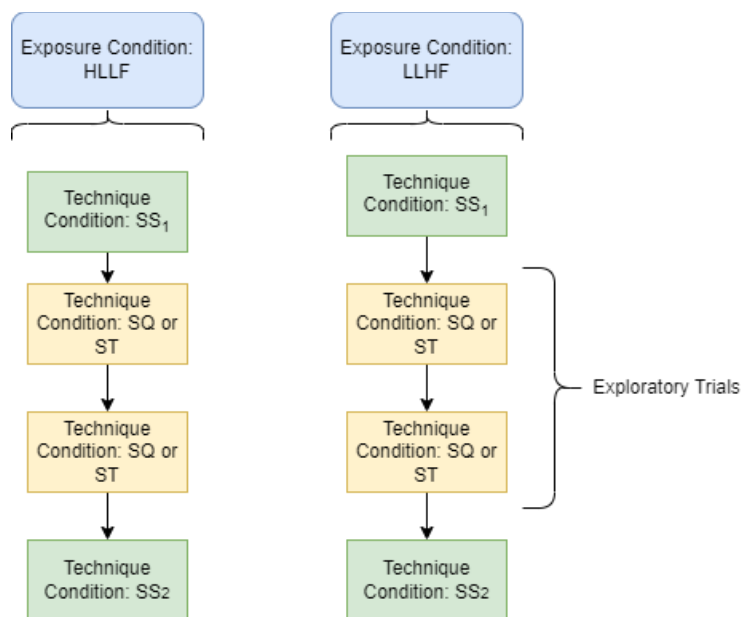 Exposure Condition:
HLLF
Exposure Condition:
LLHF
Technique
Condition: SS₁
Technique
Condition: SQ or
ST
Technique
Condition: SQ or
ST
Technique
Condition: SS2
Technique
Condition: SS₁
Technique
Condition: SQ or
ST
Technique
Condition: SQ or
ST
Technique
Condition: SS2
Exploratory Trials